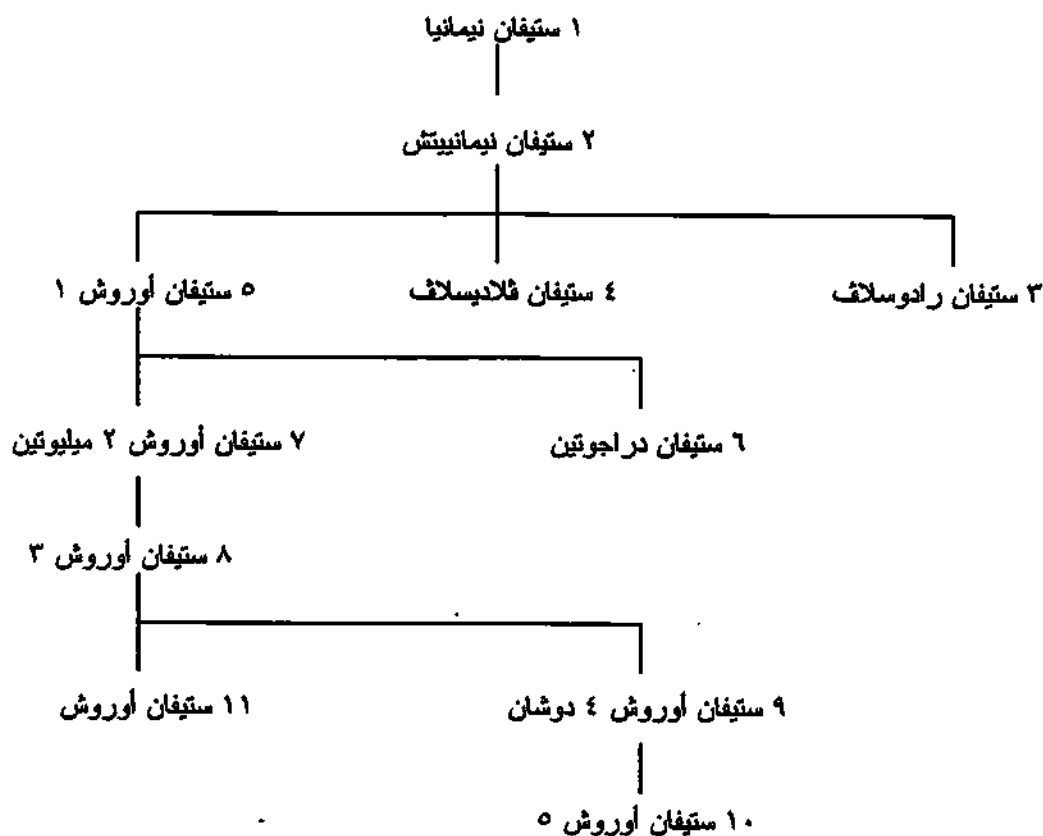 ١ ستيفان نيمانيا
٢ ستيفان نيمانييتش
٣ ستيفان رادوسلاڤ
٤ ستيفان ڤلاديسلاڤ
٥ ستيفان أوروش ١
٦ ستيفان دراجوتين
٧ ستيفان أوروش ٢ ميليوتين
٨ ستيفان أوروش ٣
٩ ستيفان أوروش ٤ دوشان
١١ ستيفان أوروش
١٠ ستيفان أوروش ٥